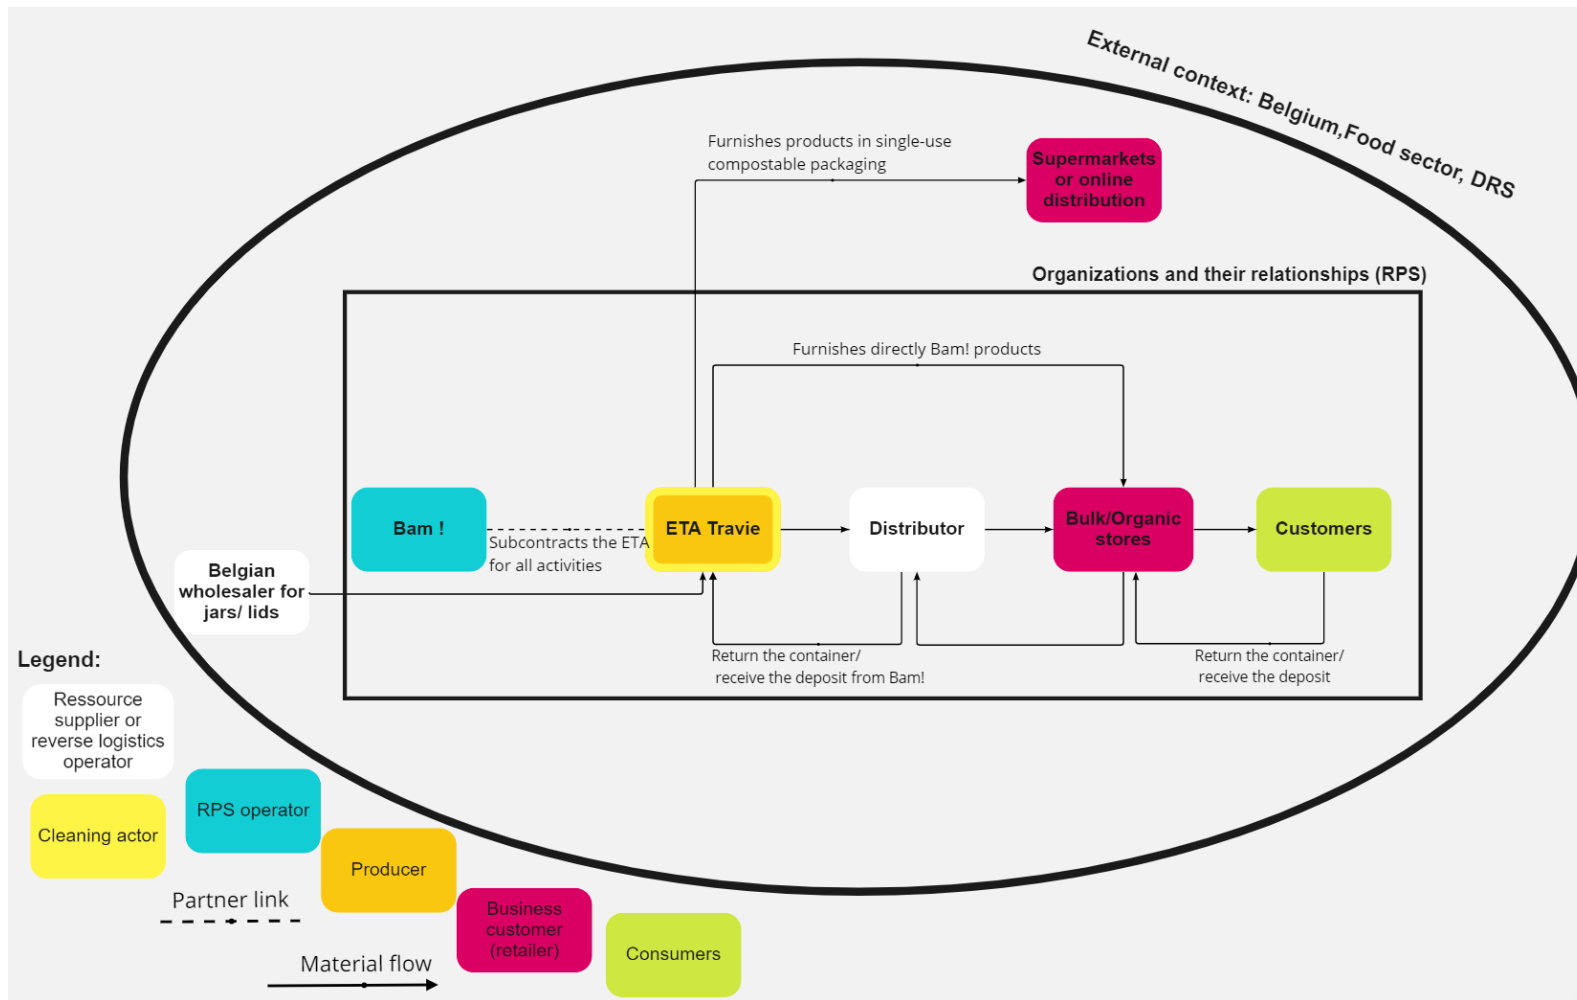 External context: Belgium,Food sector, DRS
Furnishes products in single-use
compostable packaging
Supermarkets
or online
distribution
Organizations and their relationships (RPS)
Furnishes directly Bam! products
Bam !
Subcontracts the ETA
for all activities
ETA Travie
Distributor
Bulk/Organic
stores
Customers
Belgian
wholesaler for
jars/ lids
Return the container/
receive the deposit from Bam!
Return the container/
receive the deposit
Legend:
Ressource
supplier or
reverse logistics
operator
RPS operator
Cleaning actor
Producer
Partner link
Business
customer
(retailer)
Consumers
Material flow